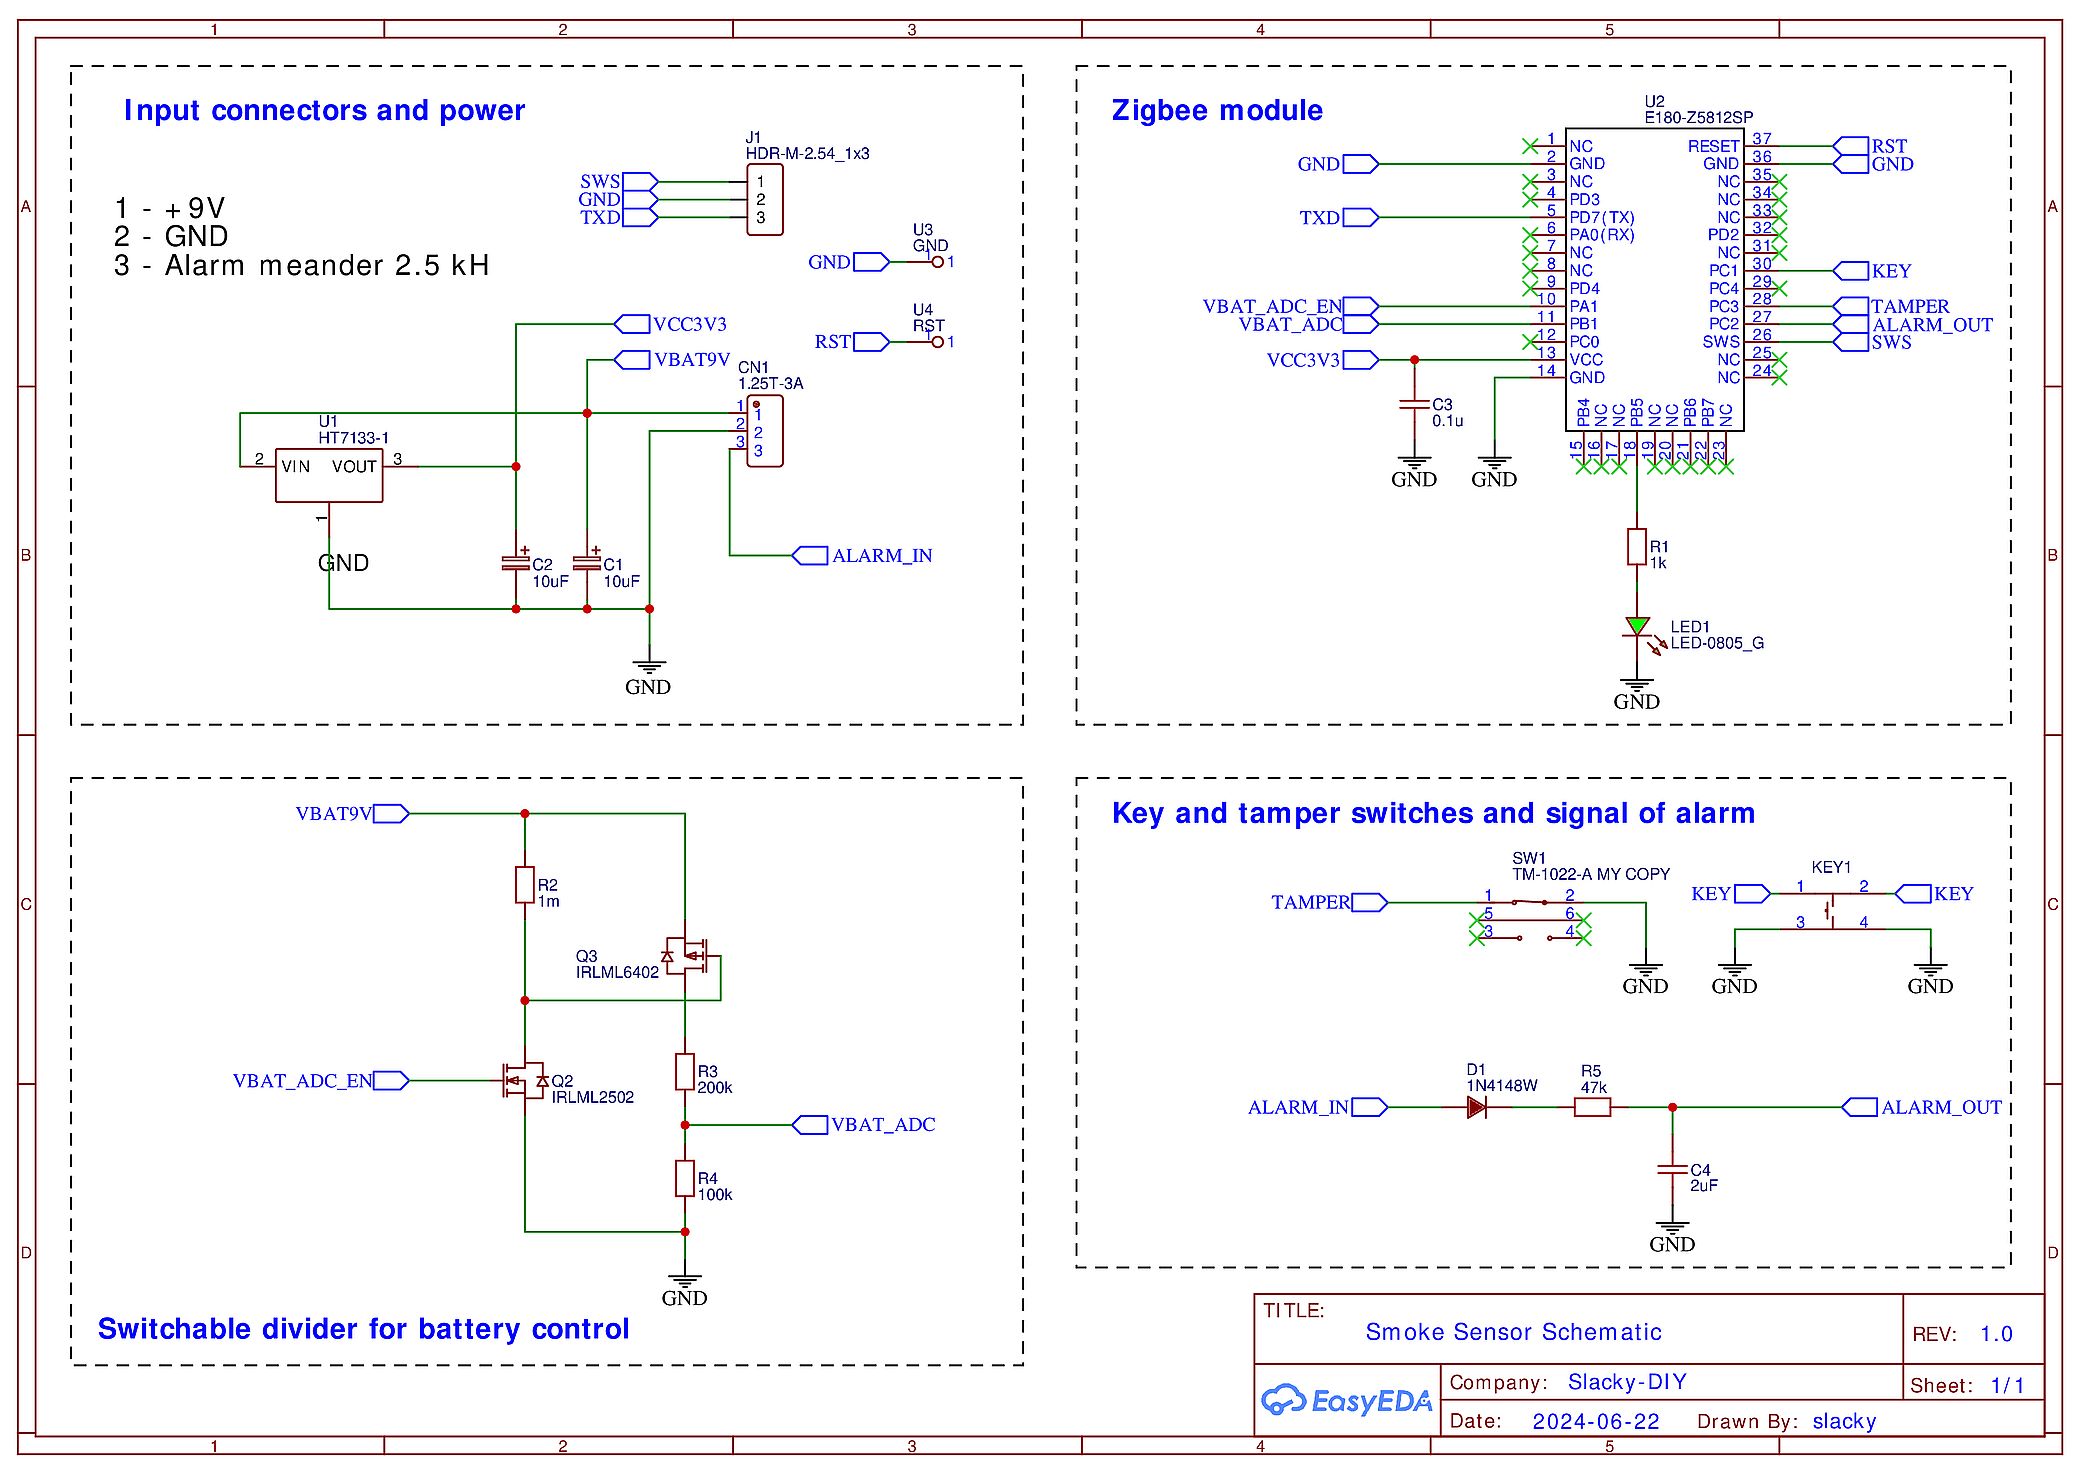 1 2 3 4 5
A
B
C
D
Input connectors and power
1 - +9V
2 - GND
3 - Alarm meander 2.5 kH
J1
HDR-M-2.54_1x3
SWS 1
GND 2
TXD 3
U3
GND
GND 1 1
U4
RST
RST 1 1
VCC3V3
VBAT9V
CN1
1.25T-3A
1 1
2 2
3 3
U1
HT7133-1
2 VIN VOUT 3
1
GND
C2
10uF
C1
10uF
ALARM_IN
GND
Zigbee module
U2
E180-Z5812SP
1 NC RESET 37 RST
GND 2 GND GND 36 GND
3 NC NC 35
4 PD3 NC 34
TXD 5 PD7(TX) NC 33
6 PA0(RX) PD2 32
7 NC NC 31
8 NC PC1 30 KEY
9 PD4 PC4 29
VBAT_ADC_EN 10 PA1 PC3 28 TAMPER
VBAT_ADC 11 PB1 PC2 27 ALARM_OUT
12 PC0 SWS 26 SWS
VCC3V3 13 VCC NC 25
14 GND NC 24
PB4 NC NC PB5 NC NC PB6 PB7 NC
15 16 17 18 19 20 21 22 23
C3
0.1u
GND
GND
R1
1k
LED1
LED-0805_G
GND
VBAT9V
R2
1m
Q3
IRLML6402
VBAT_ADC_EN
Q2
IRLML2502
R3
200k
VBAT_ADC
R4
100k
GND
Switchable divider for battery control
Key and tamper switches and signal of alarm
SW1
TM-1022-A MY COPY
TAMPER 1 2
5 6
3 4
GND
KEY1
KEY 1 2 KEY
3 4
GND
GND
D1
1N4148W
R5
47k
ALARM_IN
ALARM_OUT
C4
2uF
GND
TITLE:
Smoke Sensor Schematic
REV: 1.0
EasyEDA
Company: Slacky-DIY
Sheet: 1/1
Date: 2024-06-22 Drawn By: slacky
A
B
C
D
1 2 3 4 5